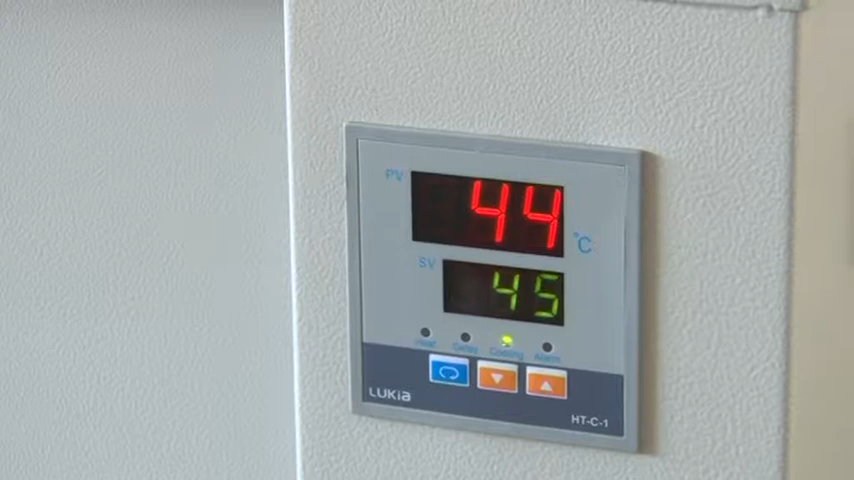 PV 44 °C
SV 45
Heat Delay Cooling Alarm
LUKia
HT-C-1